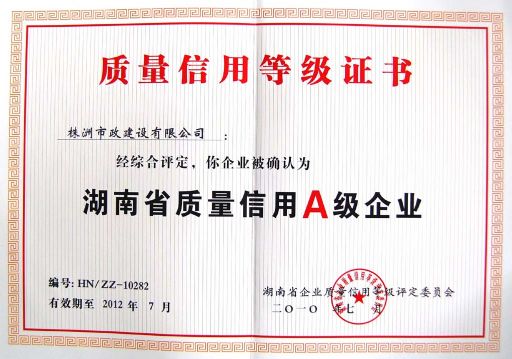 质量信用等级证书
株洲市政建设有限公司：
经综合评定，你企业被确认为
湖南省质量信用A级企业
编号：HN/ZZ-10282
有效期至 2012 年 7 月
湖南省企业质量信用等级评定委员会
二〇一〇年七月